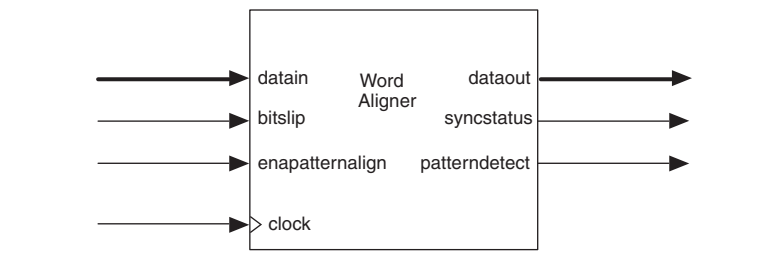 datain
Word
Aligner
dataout
bitslip
syncstatus
enapatternalign
patterndetect
clock